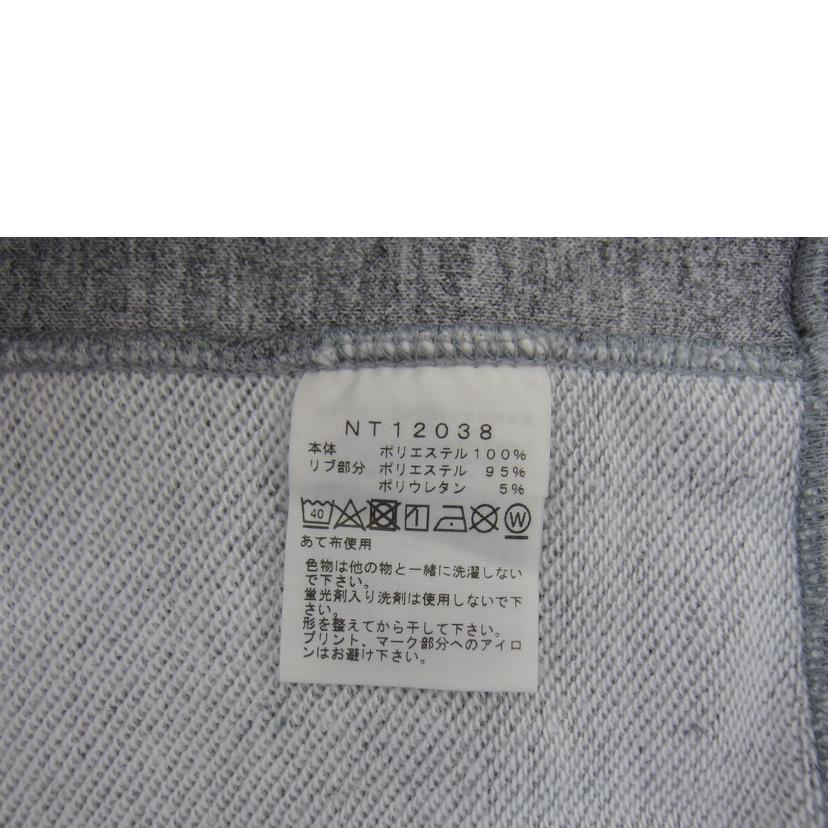 NT12038
本体 ポリエステル100%
リブ部分 ポリエステル 95%
ポリウレタン 5%
40 W
あて布使用
色物は他の物と一緒に洗濯しない
で下さい。
蛍光剤入り洗剤は使用しないで下
さい。
形を整えてから干して下さい。
プリント、マーク部分へのアイロ
ンはお避け下さい。